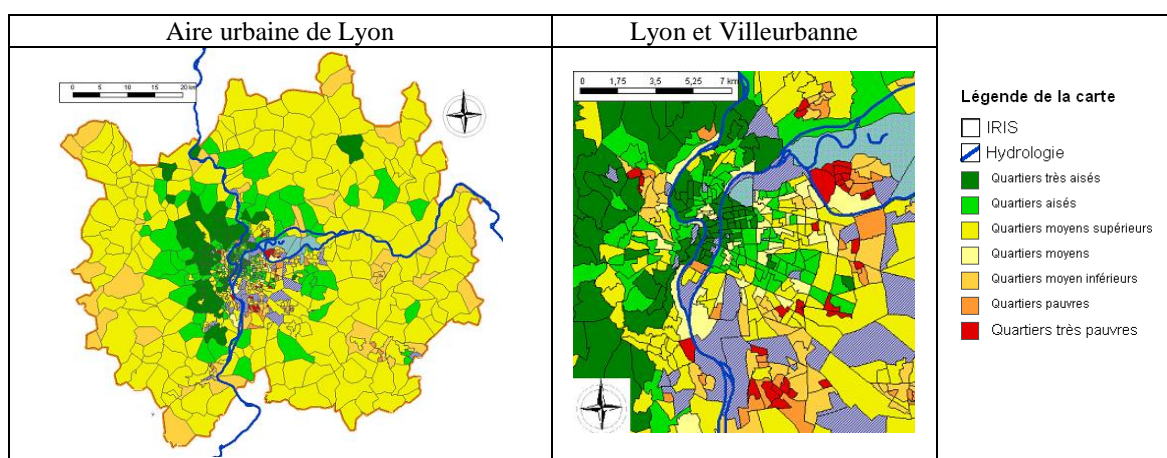 Aire urbaine de Lyon
Lyon et Villeurbanne
0 5 10 15 20 km
0 1,75 3,5 5,25 7 km
Légende de la carte
IRIS
Hydrologie
Quartiers très aisés
Quartiers aisés
Quartiers moyens supérieurs
Quartiers moyens
Quartiers moyen inférieurs
Quartiers pauvres
Quartiers très pauvres